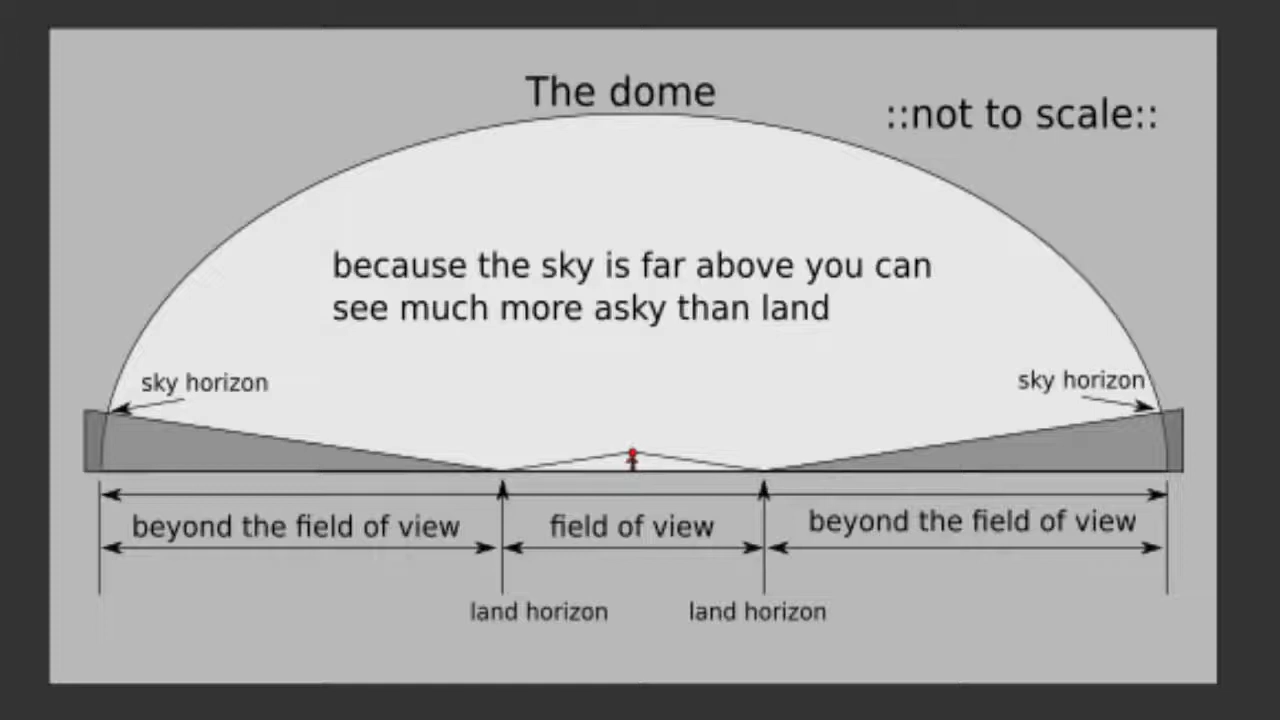 The dome
::not to scale::
because the sky is far above you can
see much more asky than land
sky horizon
sky horizon
beyond the field of view
field of view
beyond the field of view
land horizon
land horizon